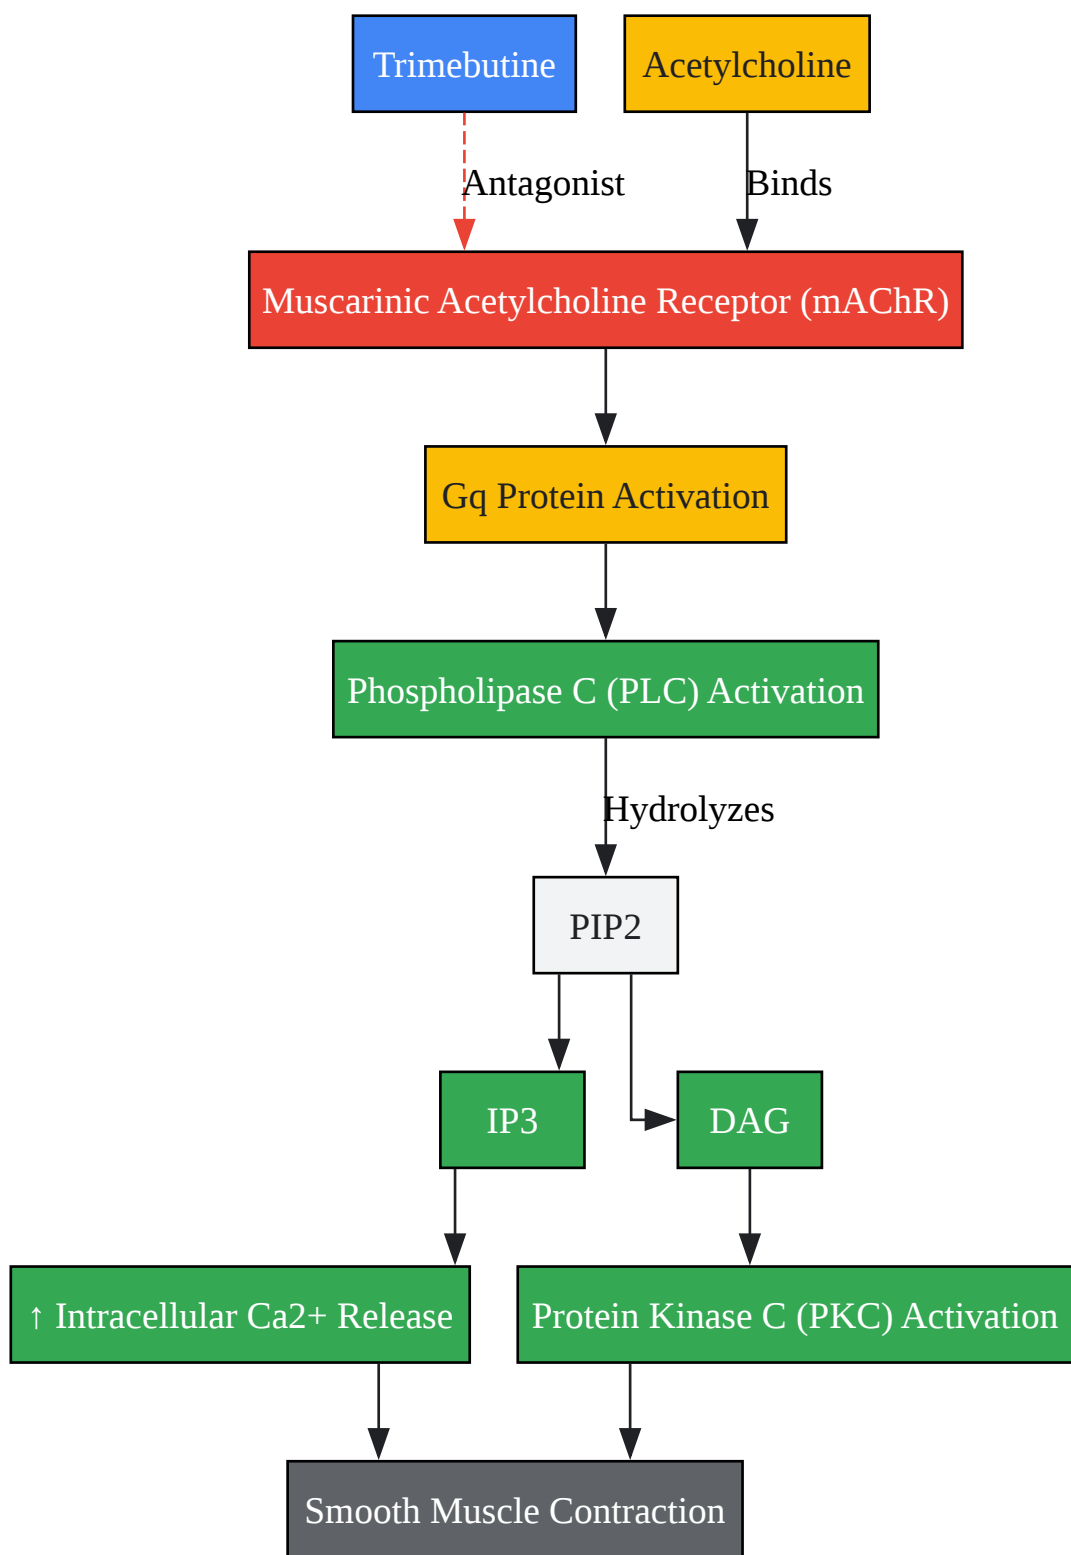 Trimebutine
Acetylcholine
Antagonist
Binds
Muscarinic Acetylcholine Receptor (mAChR)
Gq Protein Activation
Phospholipase C (PLC) Activation
Hydrolyzes
PIP2
IP3
DAG
↑ Intracellular Ca2+ Release
Protein Kinase C (PKC) Activation
Smooth Muscle Contraction